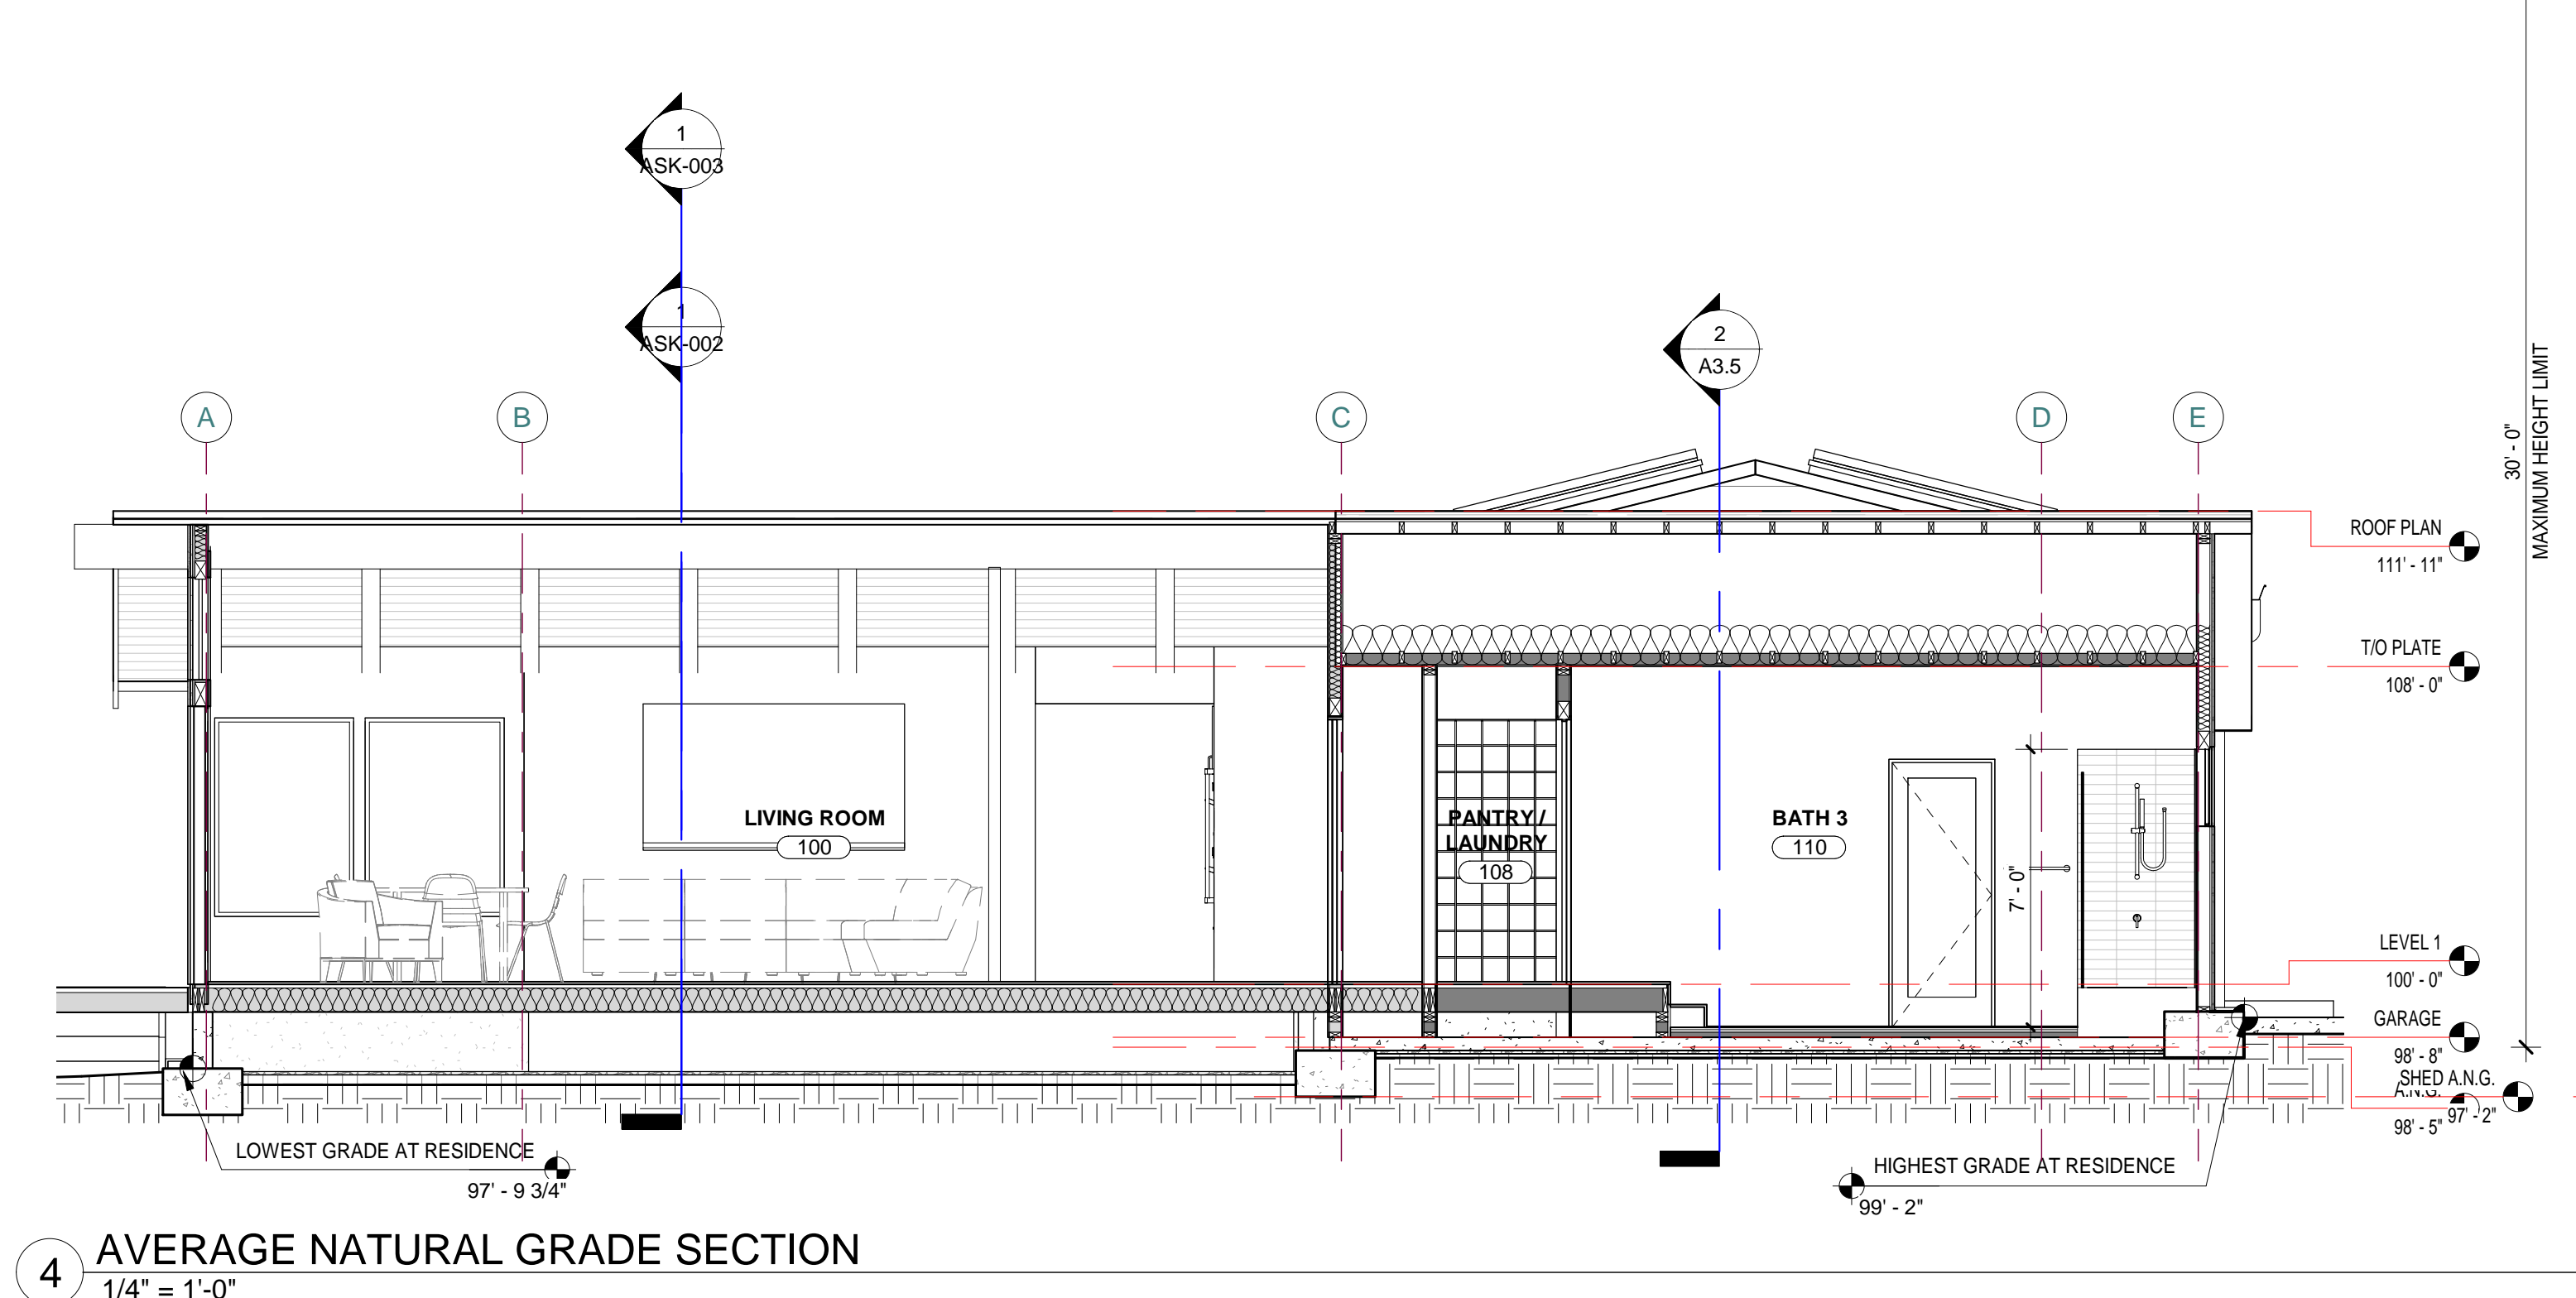 1
ASK-003
1
ASK-002
2
A3.5
A
B
C
D
E
30' - 0"
MAXIMUM HEIGHT LIMIT
ROOF PLAN
111' - 11"
T/O PLATE
108' - 0"
LIVING ROOM
100
PANTRY /
LAUNDRY
108
BATH 3
110
7' - 0"
LEVEL 1
100' - 0"
GARAGE
98' - 8"
SHED A.N.G.
97' - 2"
A.N.G.
98' - 5"
LOWEST GRADE AT RESIDENCE
97' - 9 3/4"
HIGHEST GRADE AT RESIDENCE
99' - 2"
4
AVERAGE NATURAL GRADE SECTION
1/4" = 1'-0"